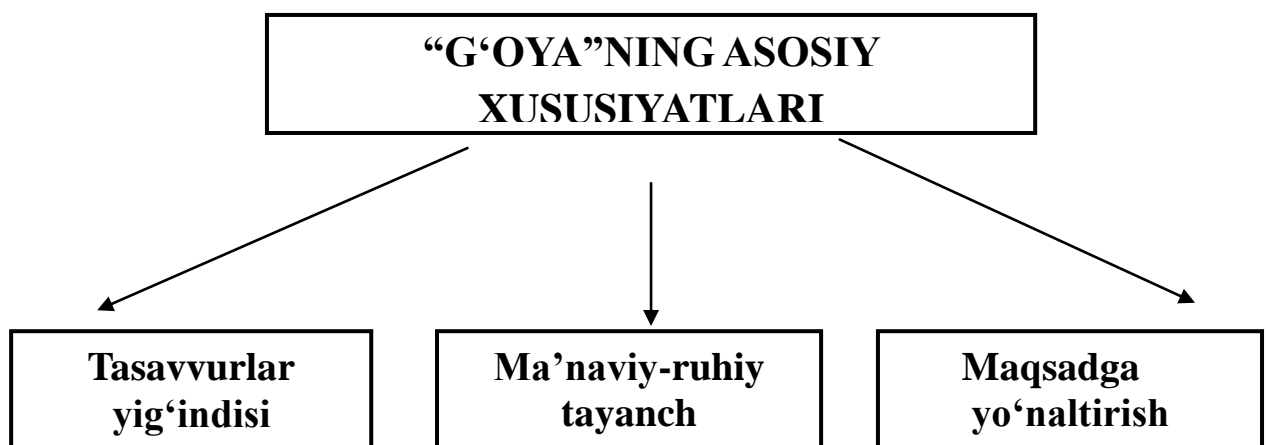 “G‘OYA”NING ASOSIY
XUSUSIYATLARI
Tasavvurlar
yig‘indisi
Ma’naviy-ruhiy
tayanch
Maqsadga
yo‘naltirish